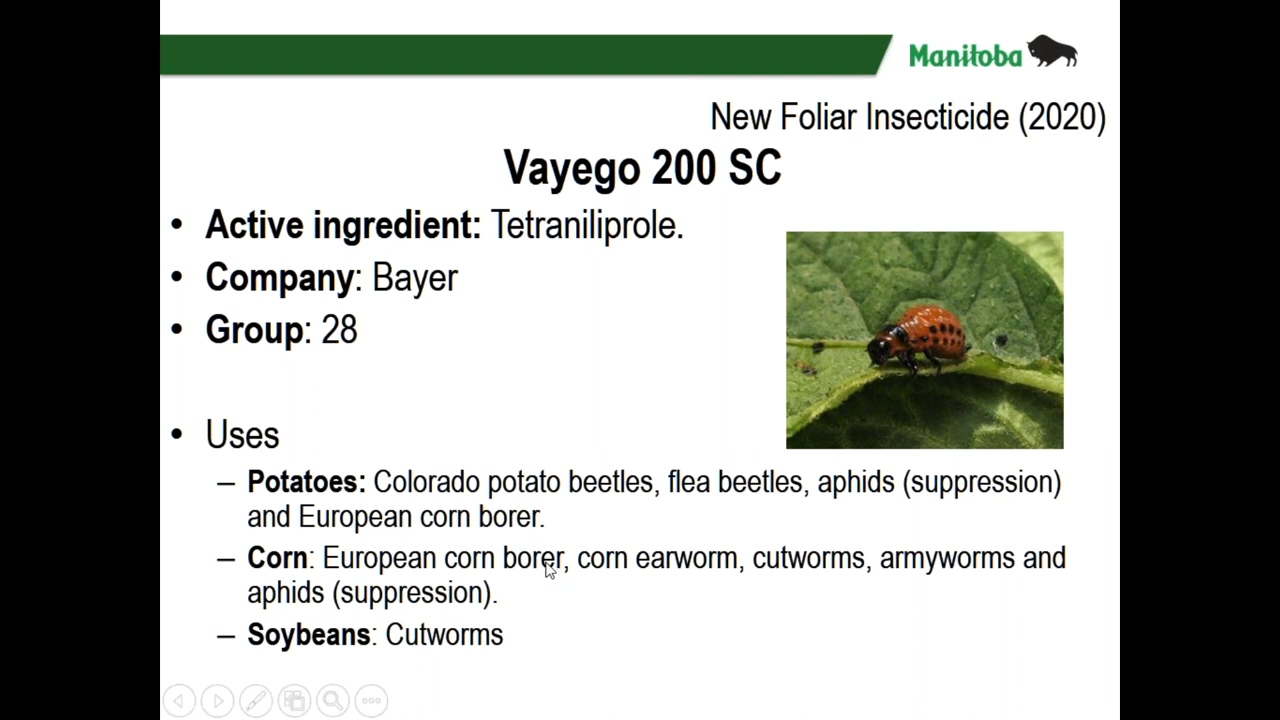 Manitoba
New Foliar Insecticide (2020)
Vayego 200 SC
• Active ingredient: Tetraniliprole.
• Company: Bayer
• Group: 28
• Uses
– Potatoes: Colorado potato beetles, flea beetles, aphids (suppression)
and European corn borer.
– Corn: European corn borer, corn earworm, cutworms, armyworms and
aphids (suppression).
– Soybeans: Cutworms